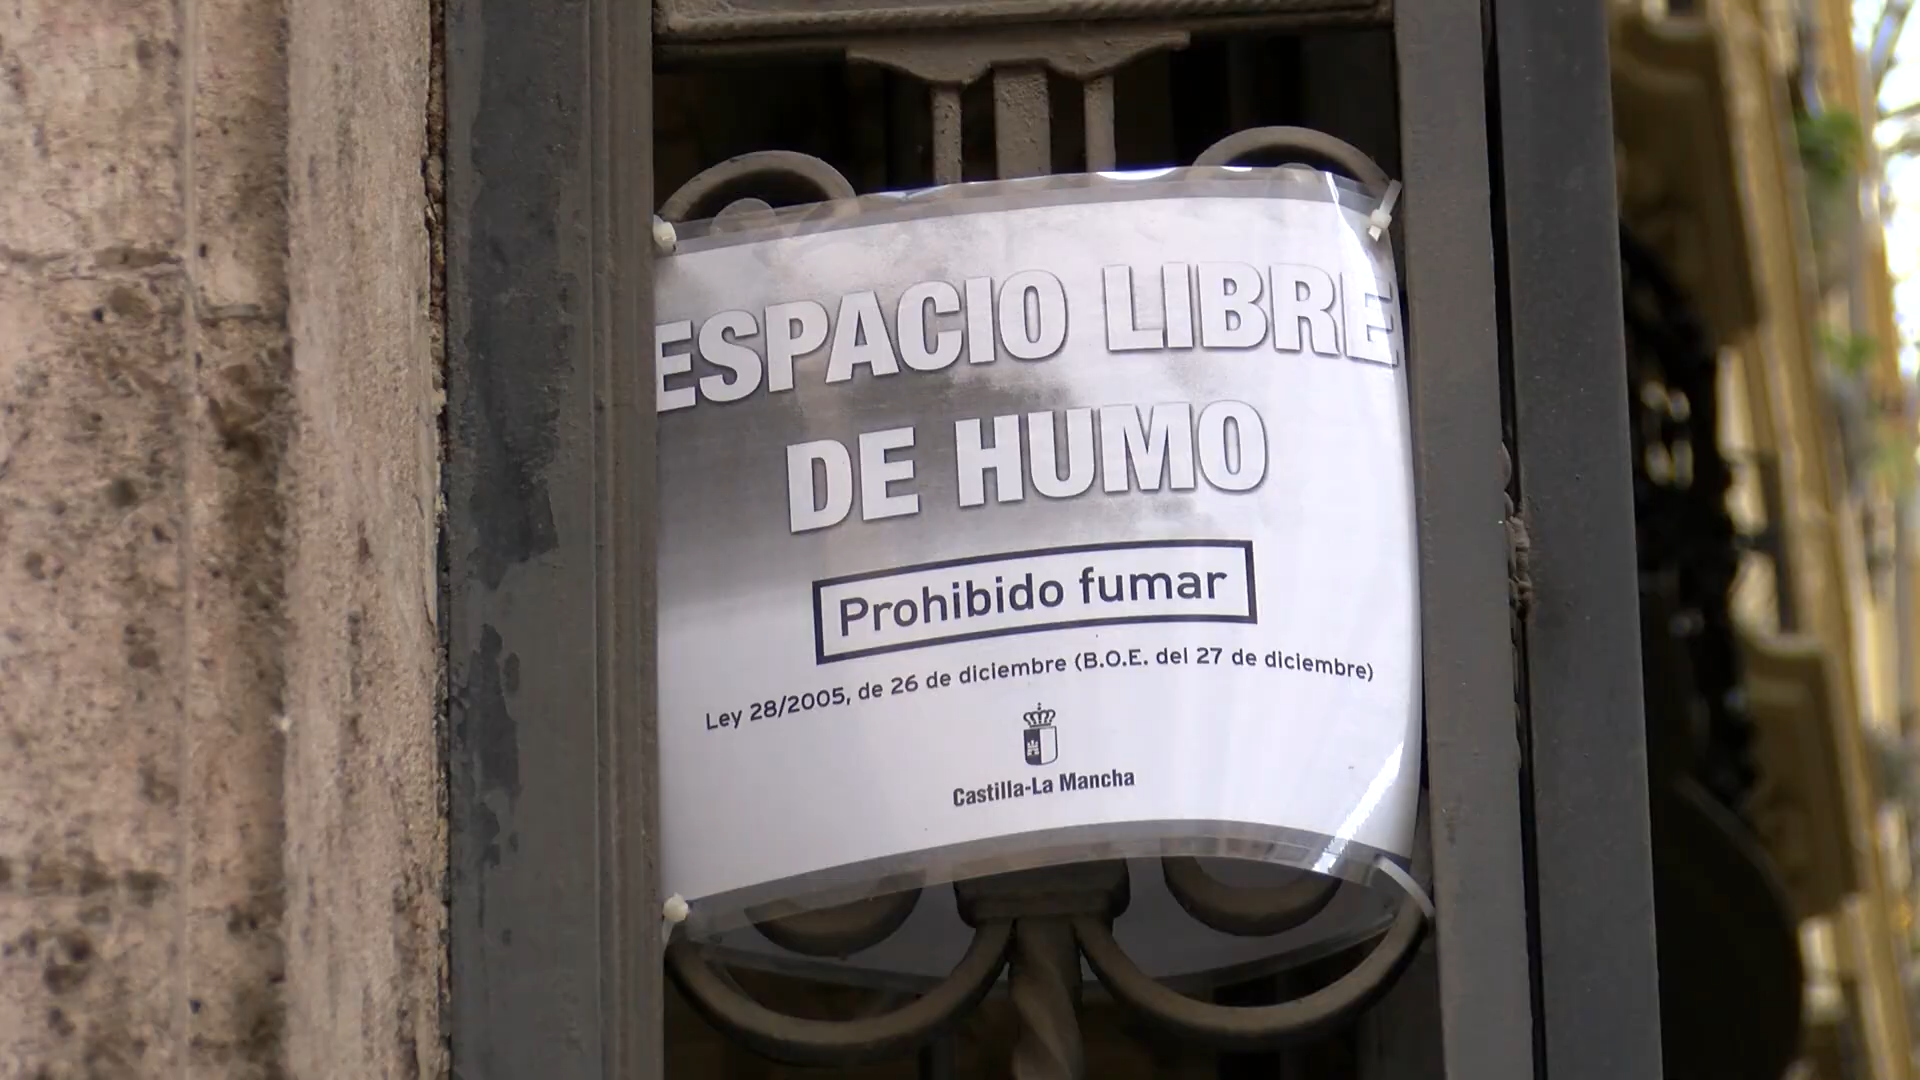 ESPACIO LIBRE
DE HUMO
Prohibido fumar
Ley 28/2005, de 26 de diciembre (B.O.E. del 27 de diciembre)
Castilla-La Mancha